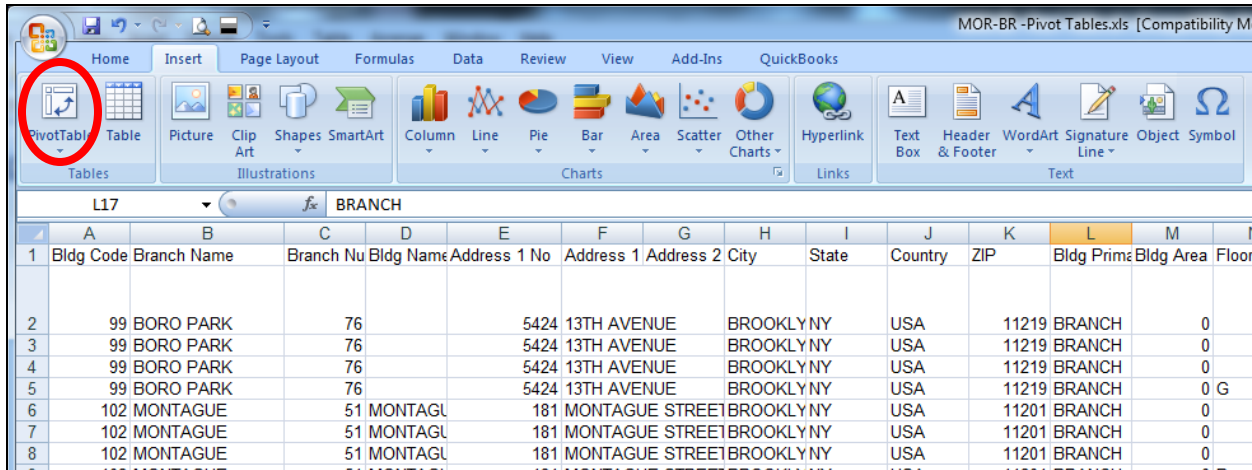 MOR-BR -Pivot Tables.xls [Compatibility M
Home Insert Page Layout Formulas Data Review View Add-Ins QuickBooks
PivotTable Table Picture Clip Art Shapes SmartArt Column Line Pie Bar Area Scatter Other Charts Hyperlink Text Box Header & Footer WordArt Signature Line Object Symbol
Tables Illustrations Charts Links Text
L17 fx BRANCH
A B C D E F G H I J K L M
1 Bldg Code Branch Name Branch Nu Bldg Name Address 1 No Address 1 Address 2 City State Country ZIP Bldg Prima Bldg Area Floor
2 99 BORO PARK 76 5424 13TH AVENUE BROOKLY NY USA 11219 BRANCH 0
3 99 BORO PARK 76 5424 13TH AVENUE BROOKLY NY USA 11219 BRANCH 0
4 99 BORO PARK 76 5424 13TH AVENUE BROOKLY NY USA 11219 BRANCH 0
5 99 BORO PARK 76 5424 13TH AVENUE BROOKLY NY USA 11219 BRANCH 0 G
6 102 MONTAGUE 51 MONTAGU 181 MONTAGUE STREET BROOKLY NY USA 11201 BRANCH 0
7 102 MONTAGUE 51 MONTAGU 181 MONTAGUE STREET BROOKLY NY USA 11201 BRANCH 0
8 102 MONTAGUE 51 MONTAGU 181 MONTAGUE STREET BROOKLY NY USA 11201 BRANCH 0